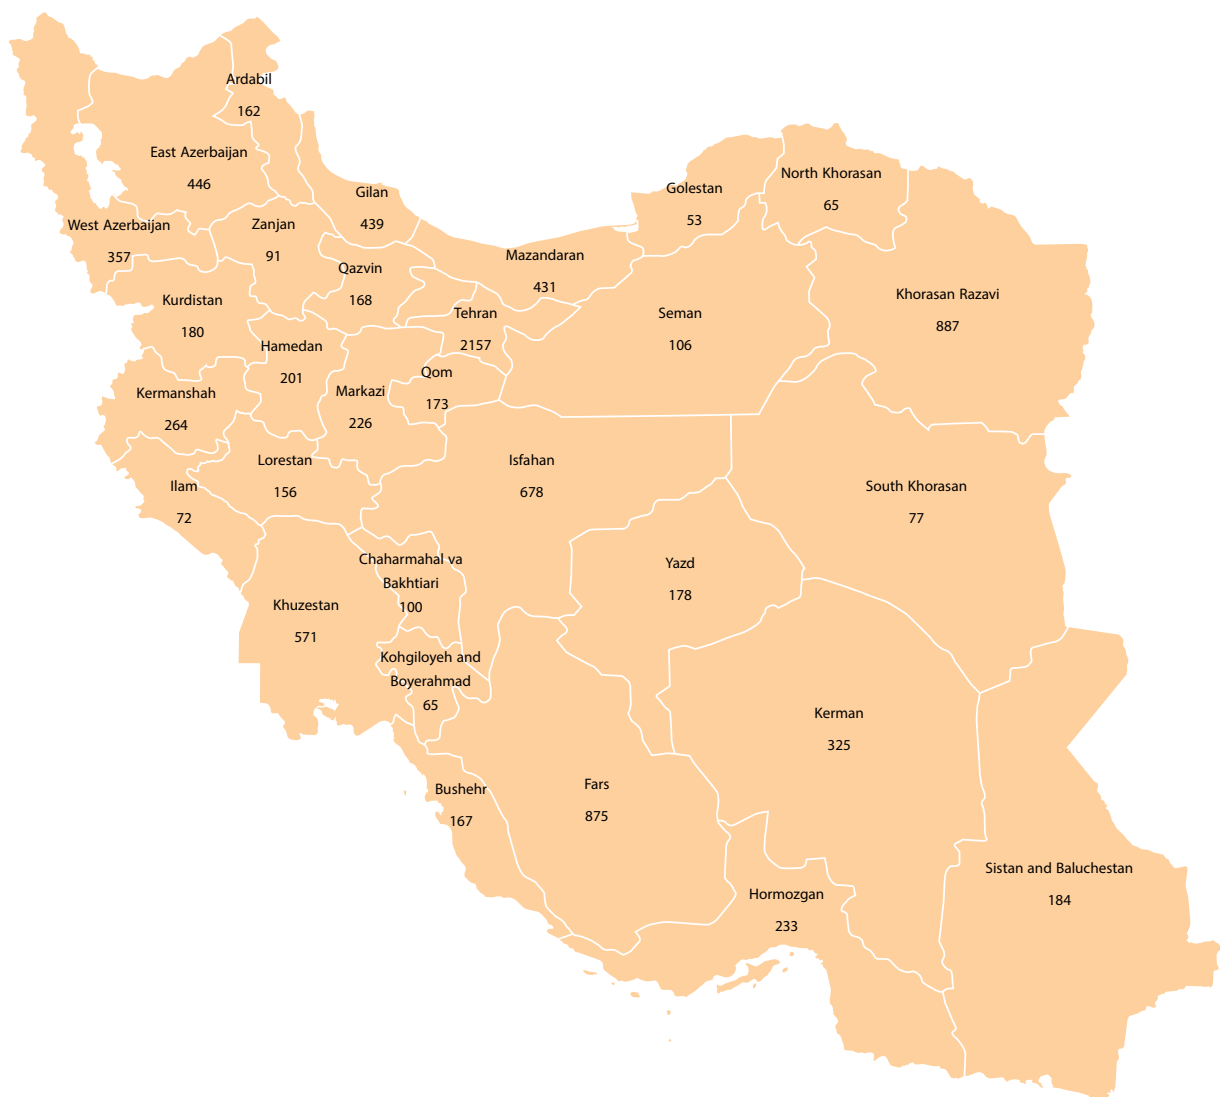 Ardabil
162
East Azerbaijan
446
West Azerbaijan
357
Zanjan
91
Gilan
439
Qazvin
168
Mazandaran
431
Golestan
53
North Khorasan
65
Khorasan Razavi
887
Kurdistan
180
Hamedan
201
Tehran
2157
Seman
106
Kermanshah
264
Markazi
226
Qom
173
Ilam
72
Lorestan
156
Isfahan
678
South Khorasan
77
Chaharmahal va
Bakhtiari
100
Yazd
178
Khuzestan
571
Kohgiloyeh and
Boyerahmad
65
Kerman
325
Bushehr
167
Fars
875
Hormozgan
233
Sistan and Baluchestan
184